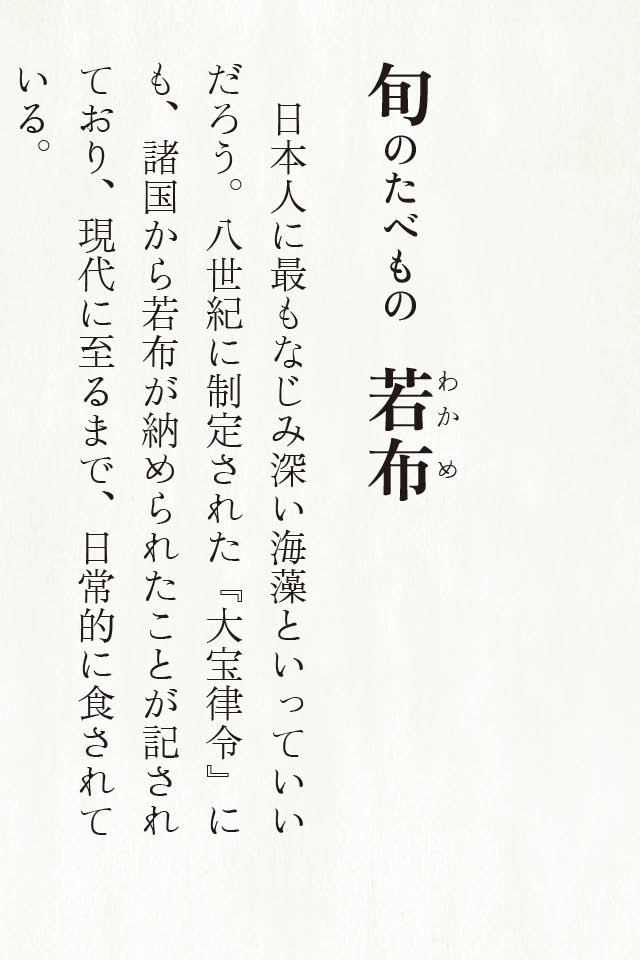 旬のたべもの　若布
わかめ
　日本人に最もなじみ深い海藻といっていい
だろう。八世紀に制定された『大宝律令』に
も、諸国から若布が納められたことが記され
ており、現代に至るまで、日常的に食されて
いる。